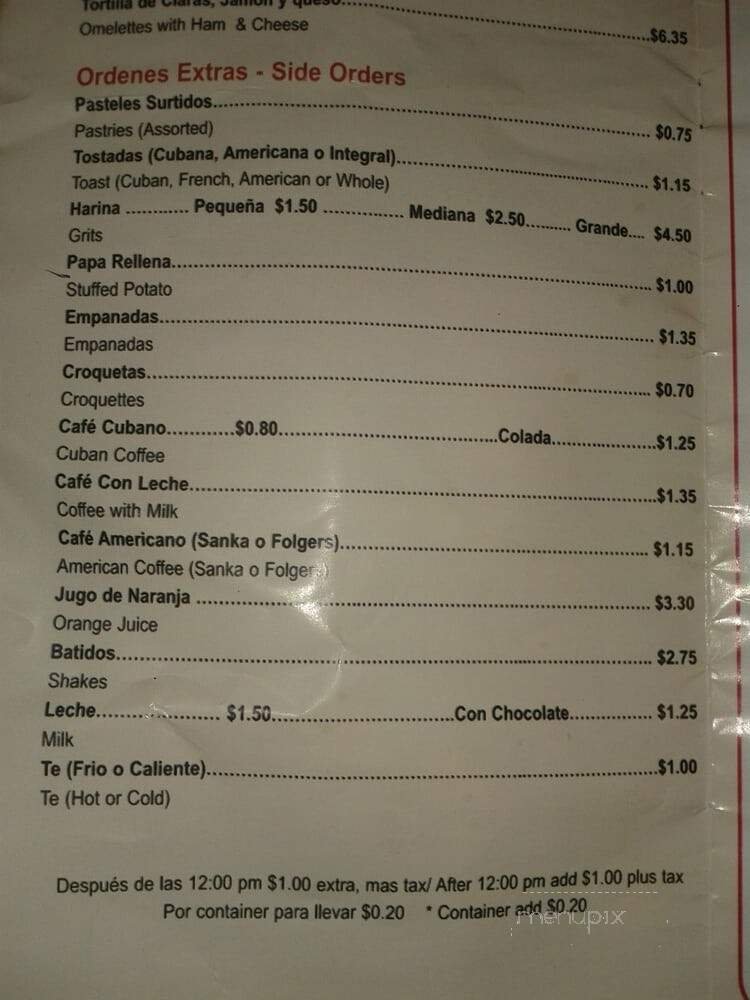 Tortilla de Claras, Jamon y queso.....
Omelettes with Ham & Cheese .....$6.35
Ordenes Extras - Side Orders
Pasteles Surtidos..... $0.75
Pastries (Assorted)
Tostadas (Cubana, Americana o Integral)..... $1.15
Toast (Cuban, French, American or Whole)
Harina ............ Pequeña $1.50 ............... Mediana $2.50.......... Grande.... $4.50
Grits
Papa Rellena..... $1.00
Stuffed Potato
Empanadas..... $1.35
Empanadas
Croquetas..... $0.70
Croquettes
Café Cubano............$0.80.....Colada.....$1.25
Cuban Coffee
Café Con Leche.....$1.35
Coffee with Milk
Café Americano (Sanka o Folgers)..... $1.15
American Coffee (Sanka o Folgers)
Jugo de Naranja ..... $3.30
Orange Juice
Batidos..... $2.75
Shakes
Leche..... $1.50.....Con Chocolate..... $1.25
Milk
Te (Frio o Caliente).....$1.00
Te (Hot or Cold)
Después de las 12:00 pm $1.00 extra, mas tax/ After 12:00 pm add $1.00 plus tax
Por container para llevar $0.20 * Container add $0.20
menupix